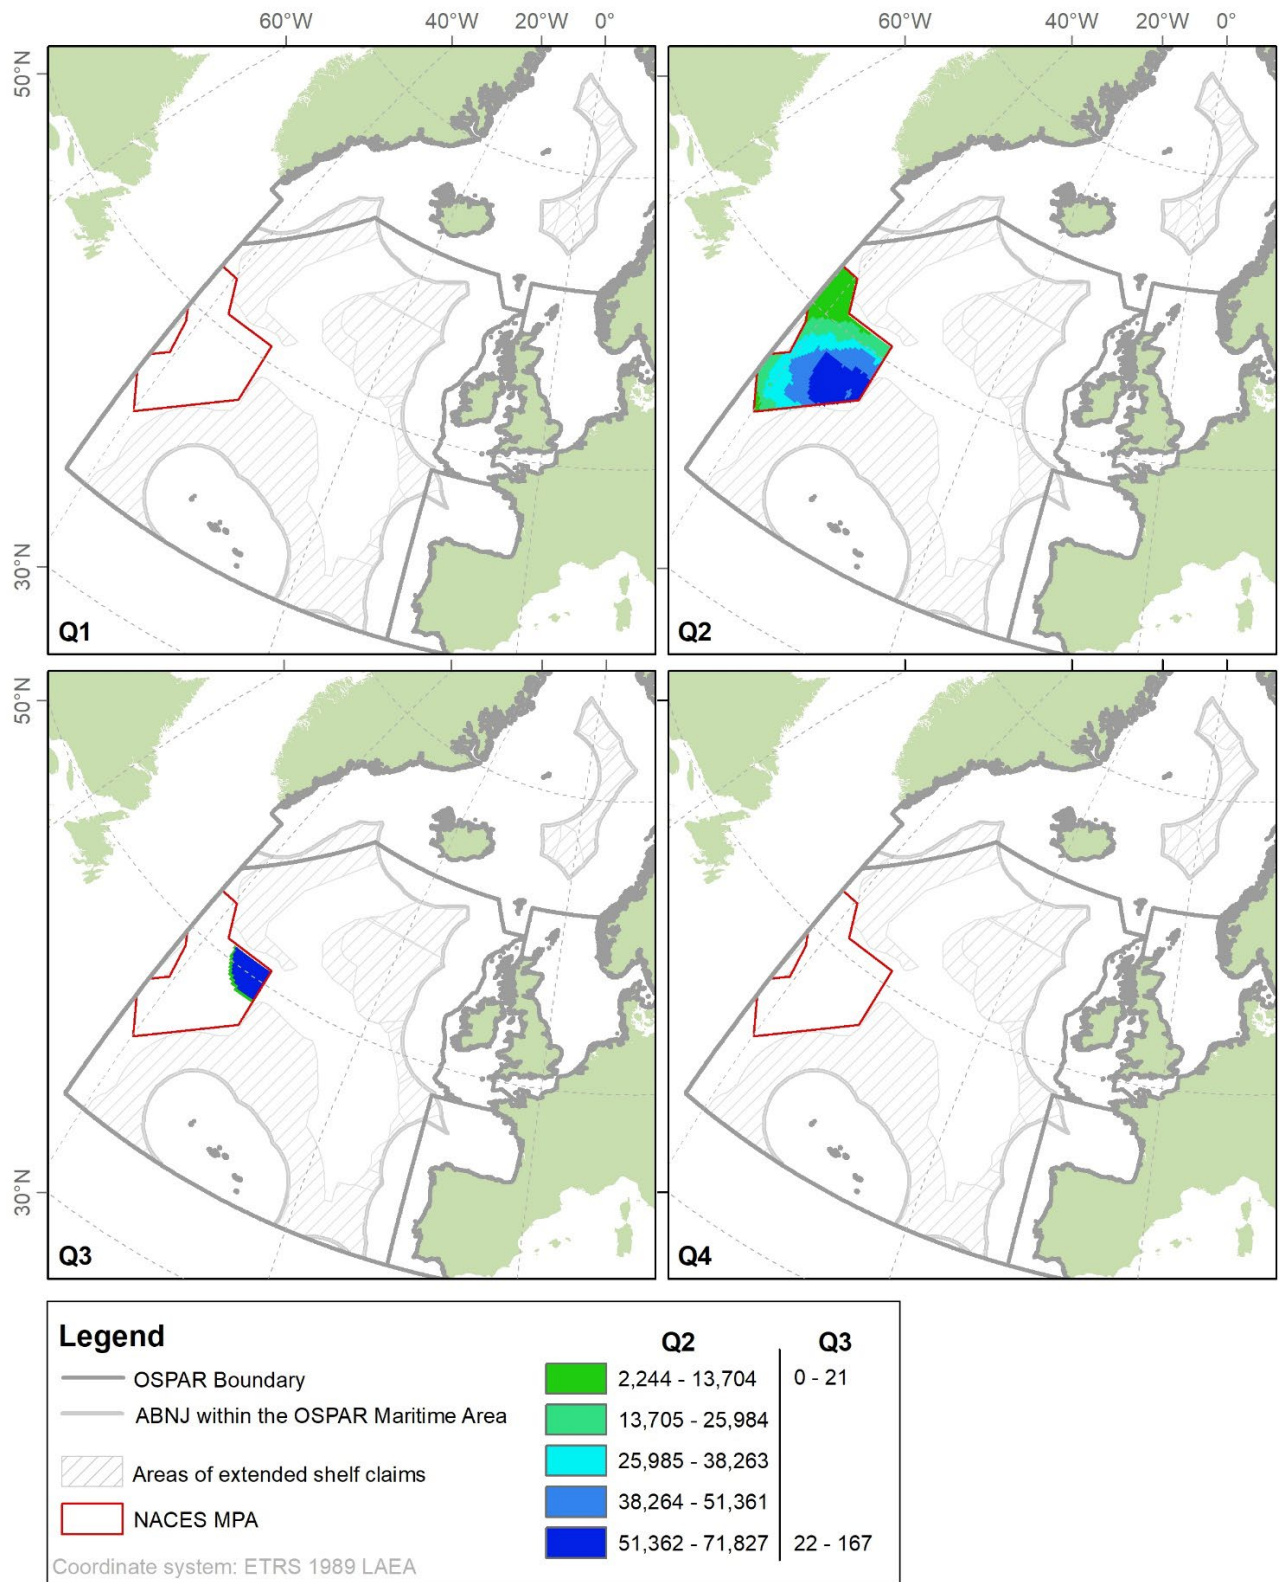 60°W 40°W 20°W 0° 60°W 40°W 20°W 0°
50°N
30°N
Q1 Q2
50°N
30°N
Q3 Q4
Legend
OSPAR Boundary
ABNJ within the OSPAR Maritime Area
Areas of extended shelf claims
NACES MPA
Coordinate system: ETRS 1989 LAEA
Q2 Q3
2,244 - 13,704 0 - 21
13,705 - 25,984
25,985 - 38,263
38,264 - 51,361
51,362 - 71,827 22 - 167